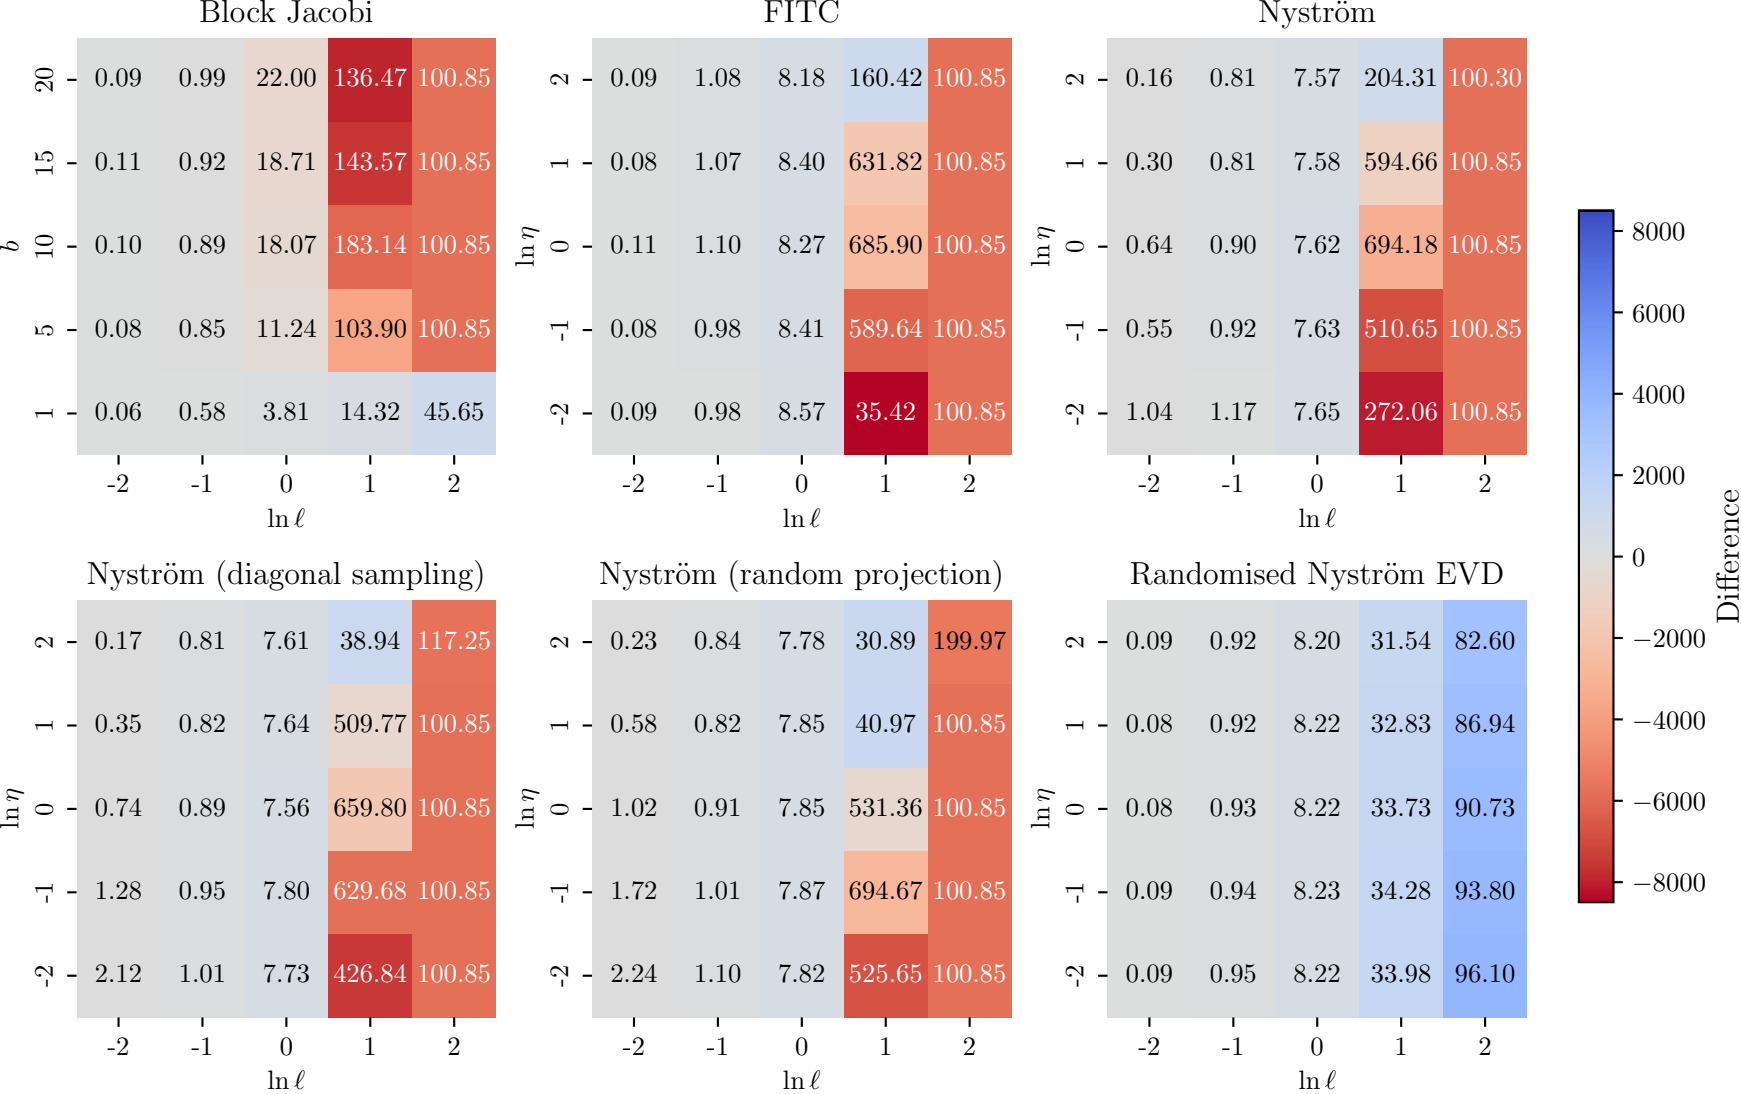 Block Jacobi
FITC
Nyström
20 0.09 0.99 22.00 136.47 100.85
15 0.11 0.92 18.71 143.57 100.85
10 0.10 0.89 18.07 183.14 100.85
5 0.08 0.85 11.24 103.90 100.85
1 0.06 0.58 3.81 14.32 45.65
b
-2 -1 0 1 2
ln ℓ
2 0.09 1.08 8.18 160.42 100.85
1 0.08 1.07 8.40 631.82 100.85
0 0.11 1.10 8.27 685.90 100.85
-1 0.08 0.98 8.41 589.64 100.85
-2 0.09 0.98 8.57 35.42 100.85
ln η
-2 -1 0 1 2
ln ℓ
2 0.16 0.81 7.57 204.31 100.30
1 0.30 0.81 7.58 594.66 100.85
0 0.64 0.90 7.62 694.18 100.85
-1 0.55 0.92 7.63 510.65 100.85
-2 1.04 1.17 7.65 272.06 100.85
ln η
-2 -1 0 1 2
ln ℓ
Nyström (diagonal sampling)
2 0.17 0.81 7.61 38.94 117.25
1 0.35 0.82 7.64 509.77 100.85
0 0.74 0.89 7.56 659.80 100.85
-1 1.28 0.95 7.80 629.68 100.85
-2 2.12 1.01 7.73 426.84 100.85
ln η
-2 -1 0 1 2
ln ℓ
Nyström (random projection)
2 0.23 0.84 7.78 30.89 199.97
1 0.58 0.82 7.85 40.97 100.85
0 1.02 0.91 7.85 531.36 100.85
-1 1.72 1.01 7.87 694.67 100.85
-2 2.24 1.10 7.82 525.65 100.85
ln η
-2 -1 0 1 2
ln ℓ
Randomised Nyström EVD
2 0.09 0.92 8.20 31.54 82.60
1 0.08 0.92 8.22 32.83 86.94
0 0.08 0.93 8.22 33.73 90.73
-1 0.09 0.94 8.23 34.28 93.80
-2 0.09 0.95 8.22 33.98 96.10
ln η
-2 -1 0 1 2
ln ℓ
8000
6000
4000
2000
0
−2000
−4000
−6000
−8000
Difference